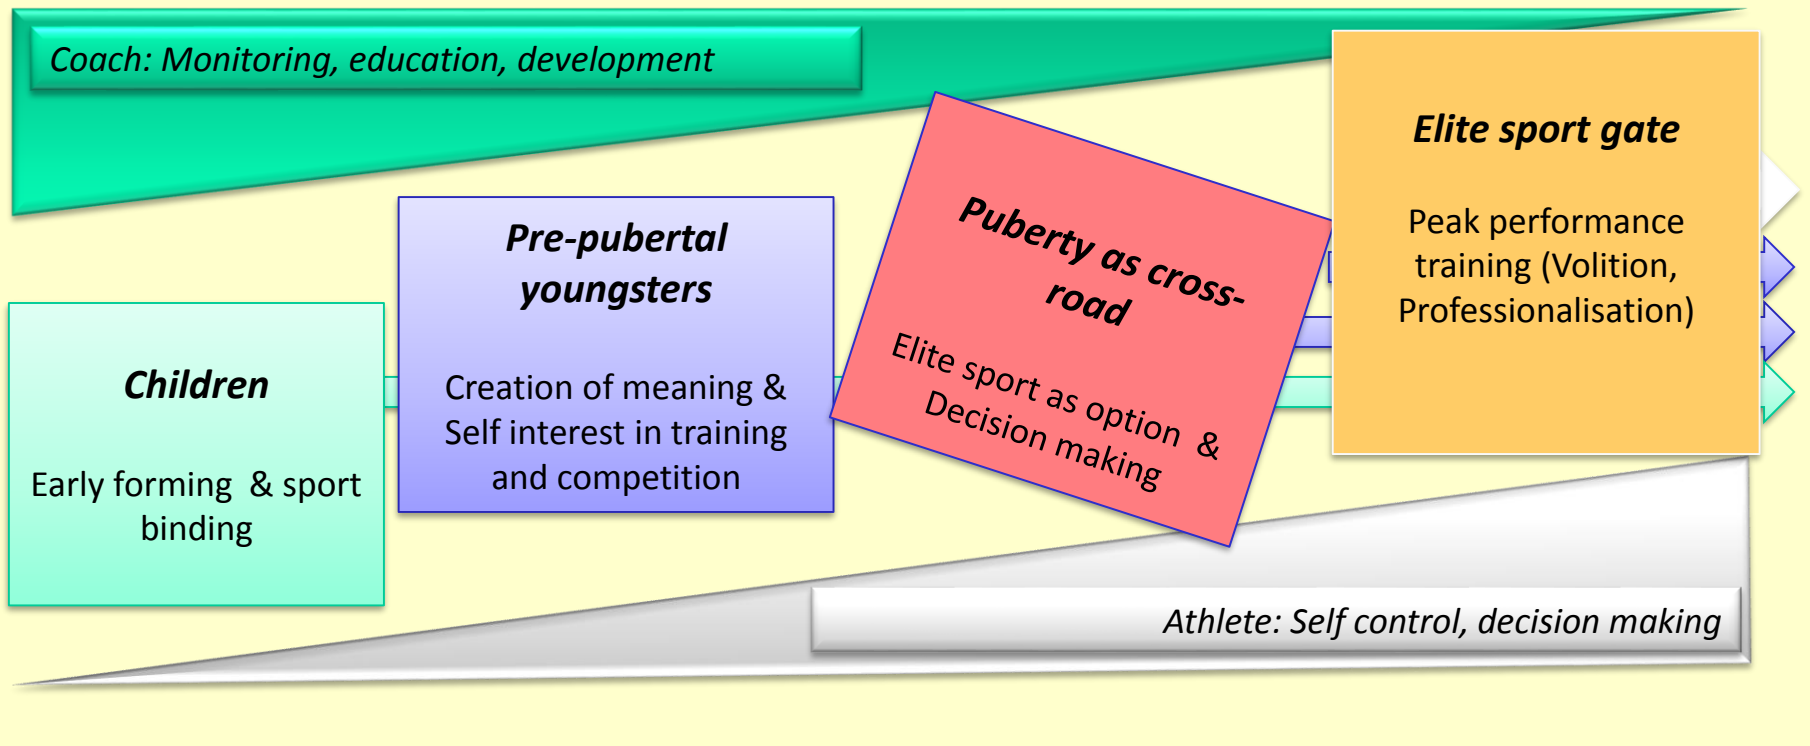 Coach: Monitoring, education, development
Children
Early forming & sport
binding
Pre-pubertal
youngsters
Creation of meaning &
Self interest in training
and competition
Puberty as cross-
road
Elite sport as option &
Decision making
Elite sport gate
Peak performance
training (Volition,
Professionalisation)
Athlete: Self control, decision making